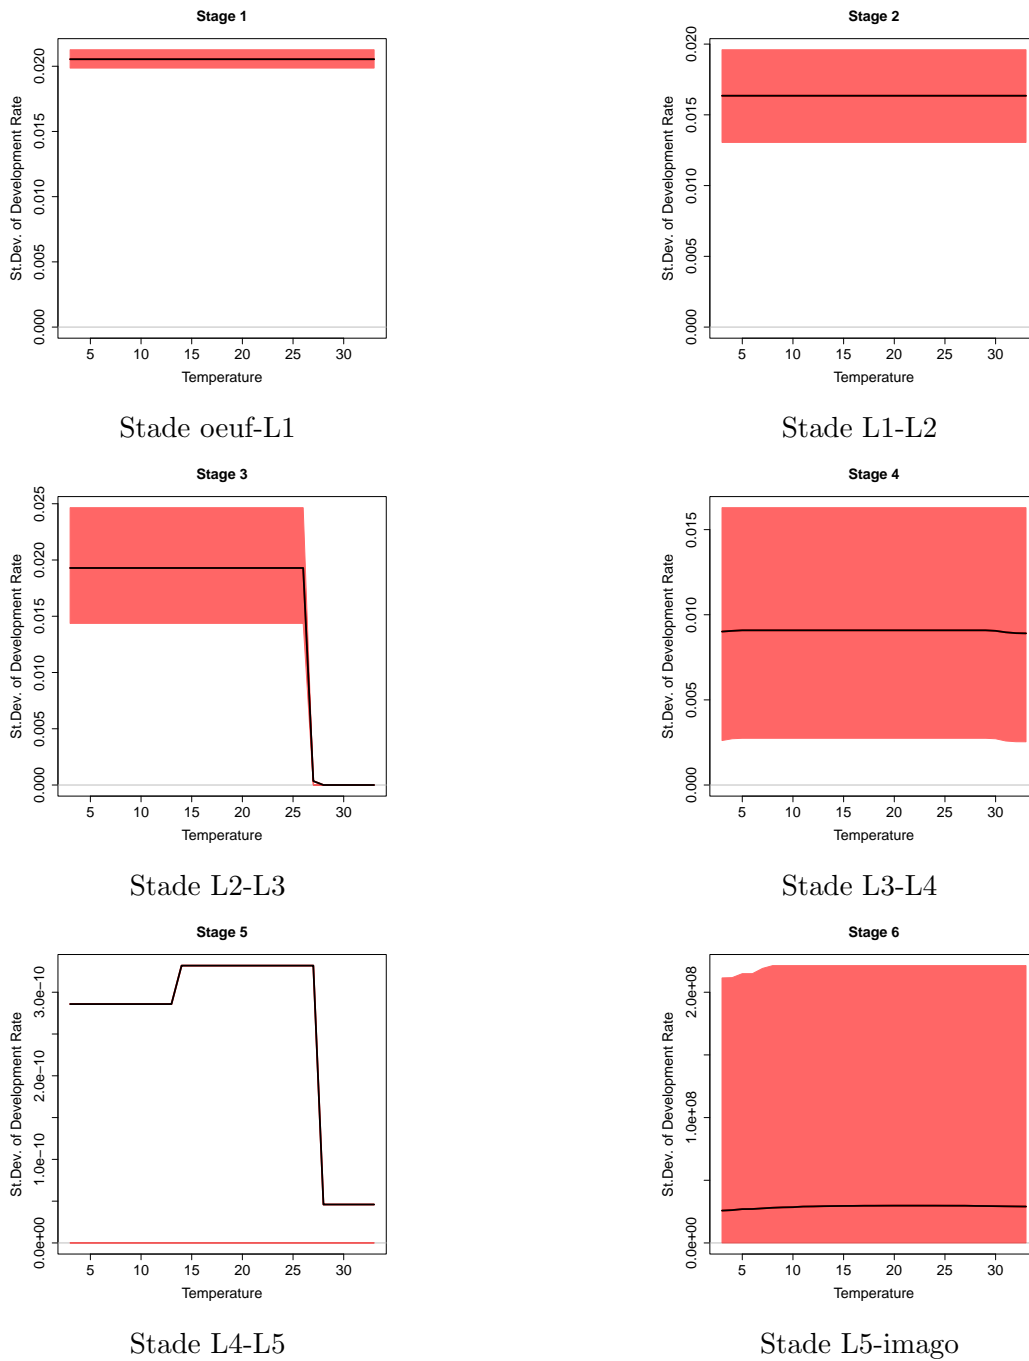 Stage 1
St.Dev. of Development Rate
0.000 0.005 0.010 0.015 0.020
5 10 15 20 25 30
Temperature
Stade oeuf-L1
Stage 2
St.Dev. of Development Rate
0.000 0.005 0.010 0.015 0.020
5 10 15 20 25 30
Temperature
Stade L1-L2
Stage 3
St.Dev. of Development Rate
0.000 0.005 0.010 0.015 0.020 0.025
5 10 15 20 25 30
Temperature
Stade L2-L3
Stage 4
St.Dev. of Development Rate
0.000 0.005 0.010 0.015
5 10 15 20 25 30
Temperature
Stade L3-L4
Stage 5
St.Dev. of Development Rate
0.0e+00 1.0e-10 2.0e-10 3.0e-10
5 10 15 20 25 30
Temperature
Stade L4-L5
Stage 6
St.Dev. of Development Rate
0.0e+00 1.0e+08 2.0e+08
5 10 15 20 25 30
Temperature
Stade L5-imago